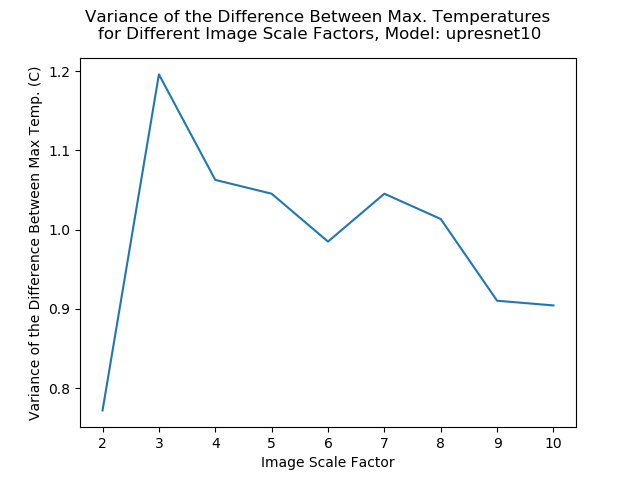 Variance of the Difference Between Max. Temperatures
for Different Image Scale Factors, Model: upresnet10
Variance of the Difference Between Max Temp. (C)
1.2
1.1
1.0
0.9
0.8
2 3 4 5 6 7 8 9 10
Image Scale Factor